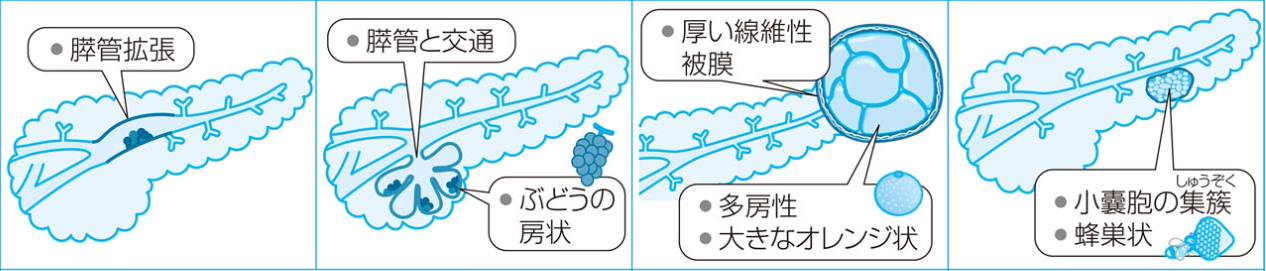 ● 膵管拡張
● 膵管と交通
● ぶどうの
房状
● 厚い線維性
被膜
● 多房性
● 大きなオレンジ状
しゅうぞく
● 小嚢胞の集簇
● 蜂巣状